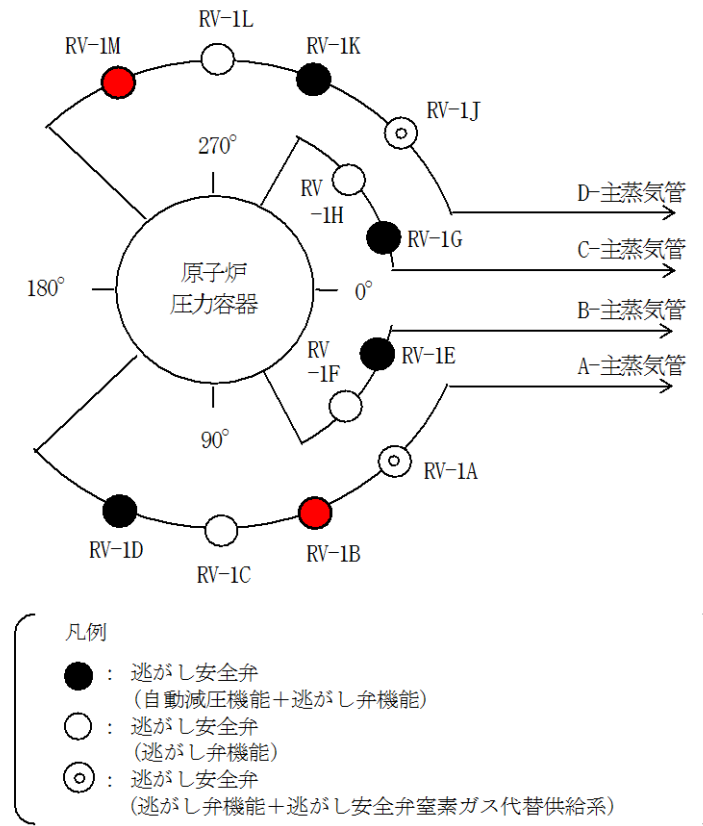 RV-1L
RV-1M
RV-1K
RV-1J
270°
RV
-1H
D-主蒸気管
RV-1G
C-主蒸気管
原子炉
圧力容器
180°
0°
B-主蒸気管
RV
-1F
RV-1E
A-主蒸気管
90°
RV-1A
RV-1D
RV-1B
RV-1C
凡例
： 逃がし安全弁
(自動減圧機能＋逃がし弁機能)
： 逃がし安全弁
(逃がし弁機能)
： 逃がし安全弁
(逃がし弁機能＋逃がし安全弁窒素ガス代替供給系)